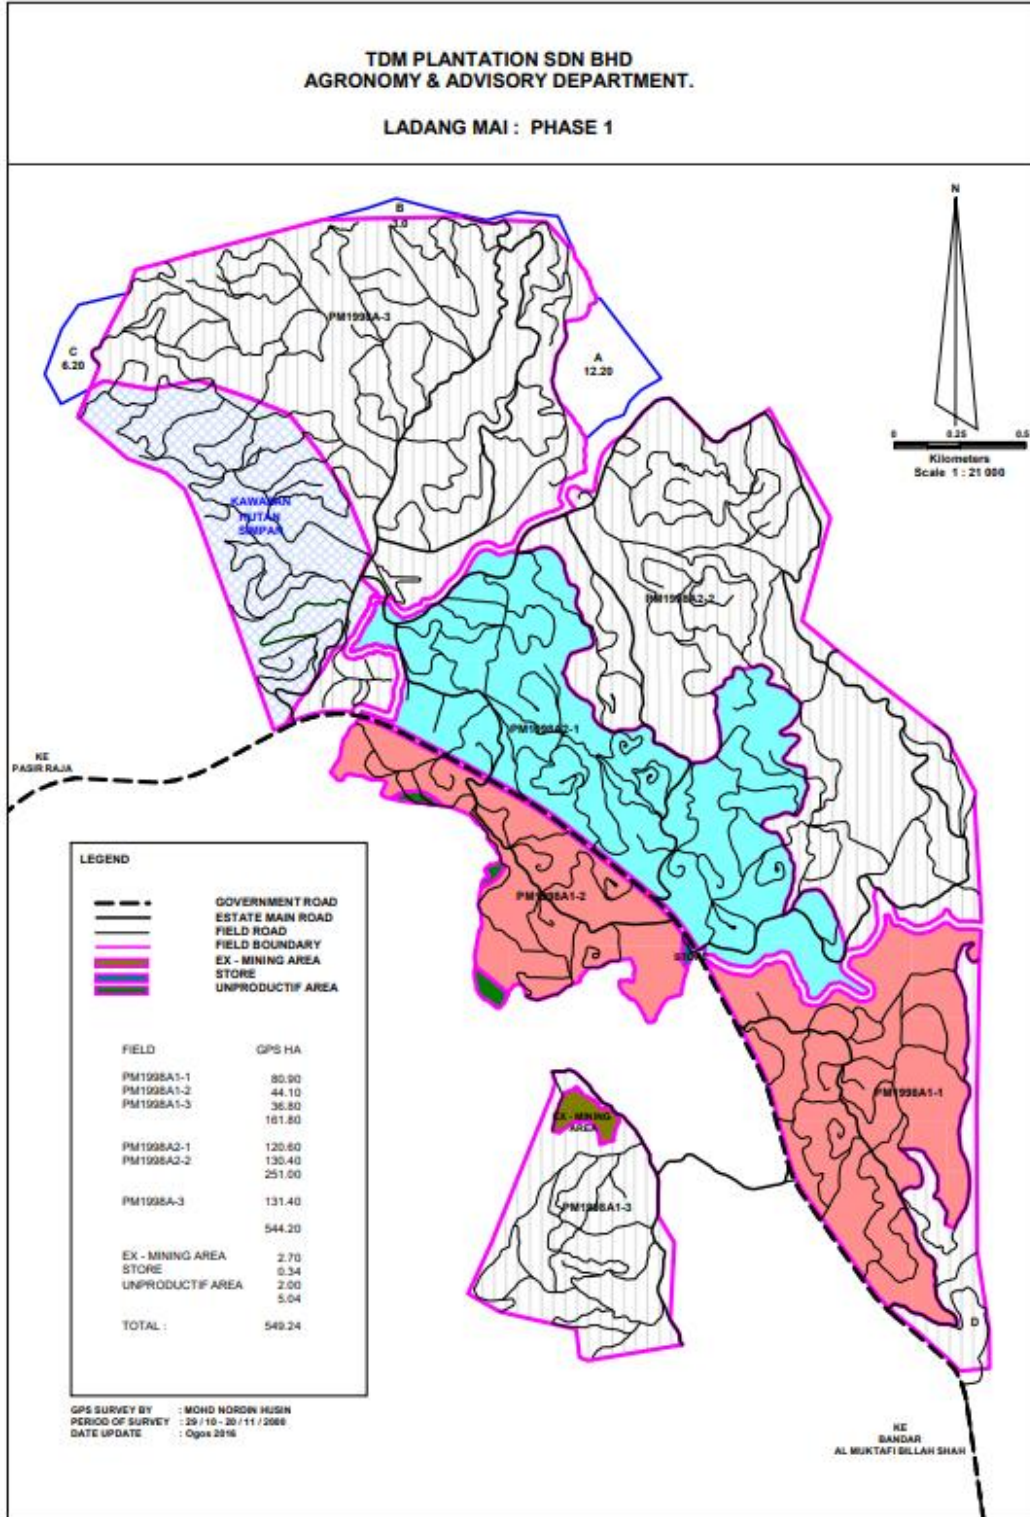 TDM PLANTATION SDN BHD
AGRONOMY & ADVISORY DEPARTMENT.
LADANG MAI : PHASE 1
N
0 0.25 0.5
Kilometers
Scale 1 : 21 000
B
3.0
PM1998A-3
C
6.20
A
12.20
KAWASAN
HUTAN
SIMPAN
PM1998A2-2
PM1998A2-1
KE
PASIR RAJA
PM1998A1-2
STORE
PM1998A1-1
EX - MINING
AREA
PM1998A1-3
D
KE
BANDAR
AL MUKTAFI BILLAH SHAH
LEGEND
GOVERNMENT ROAD
ESTATE MAIN ROAD
FIELD ROAD
FIELD BOUNDARY
EX - MINING AREA
STORE
UNPRODUCTIF AREA
FIELD GPS HA
PM1998A1-1 80.90
PM1998A1-2 44.10
PM1998A1-3 36.80
161.80
PM1998A2-1 120.60
PM1998A2-2 130.40
251.00
PM1998A-3 131.40
544.20
EX - MINING AREA 2.70
STORE 0.34
UNPRODUCTIF AREA 2.00
5.04
TOTAL : 549.24
GPS SURVEY BY : MOHD NORDIN HUSIN
PERIOD OF SURVEY : 29 / 10 - 20 / 11 /
DATE UPDATE : Ogos 2016